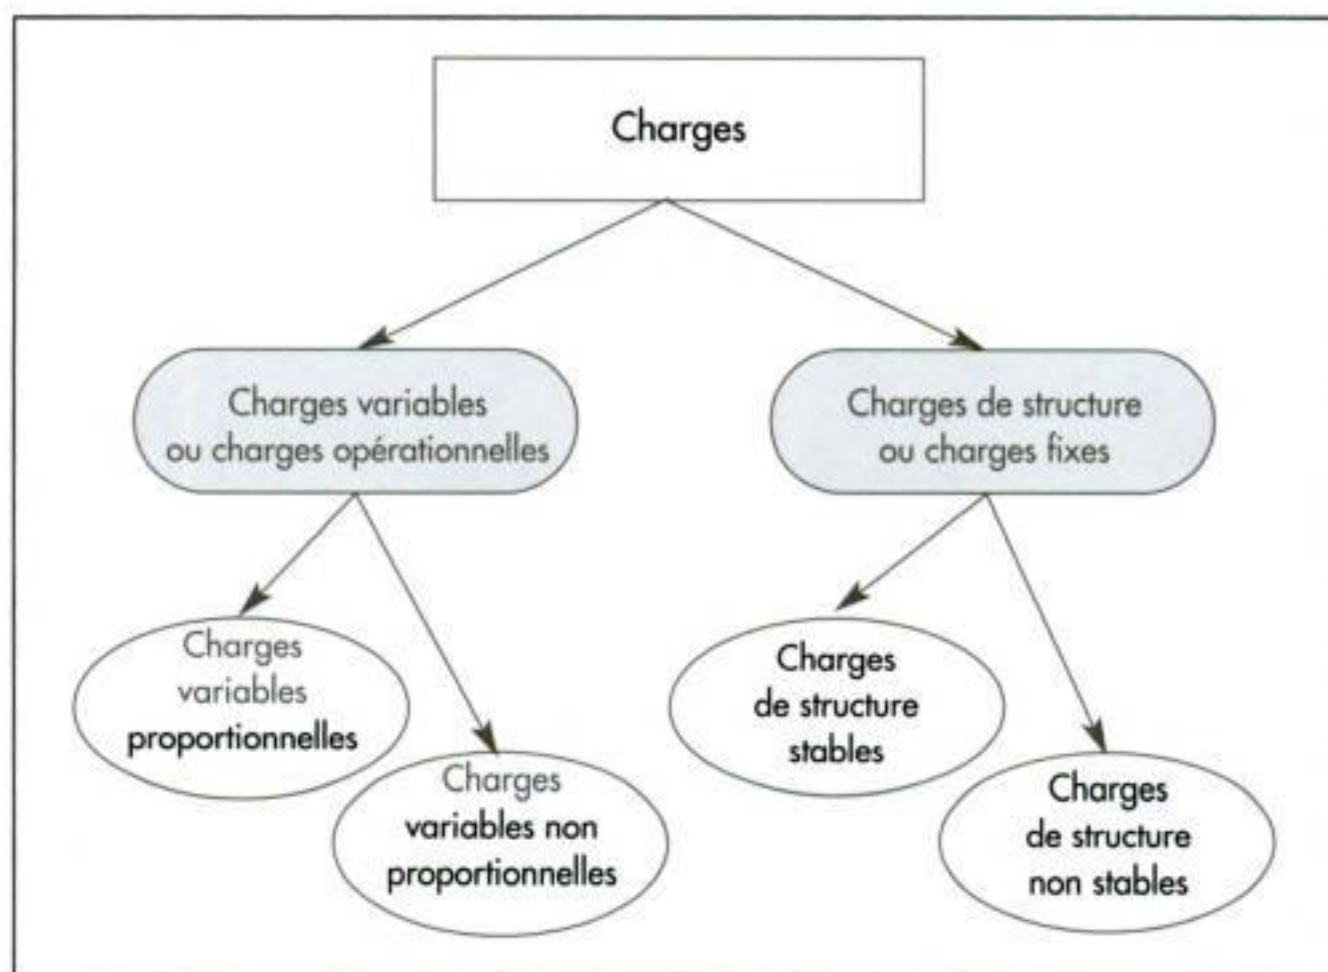 Charges
Charges variables
ou charges opérationnelles
Charges de structure
ou charges fixes
Charges
variables
proportionnelles
Charges
variables non
proportionnelles
Charges
de structure
stables
Charges
de structure
non stables